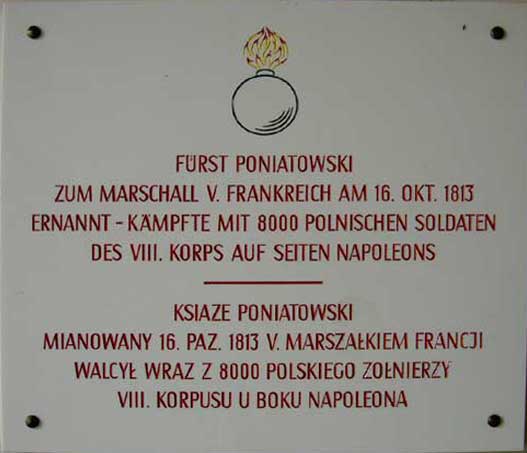 FÜRST PONIATOWSKI
ZUM MARSCHALL V. FRANKREICH AM 16. OKT. 1813
ERNANNT - KÄMPFTE MIT 8000 POLNISCHEN SOLDATEN
DES VIII. KORPS AUF SEITEN NAPOLEONS
KSIAZE PONIATOWSKI
MIANOWANY 16. PAZ. 1813 V. MARSZAŁKIEM FRANCJI
WALCYŁ WRAZ Z 8000 POLSKIEGO ZOŁNIERZY
VIII. KORPUSU U BOKU NAPOLEONA